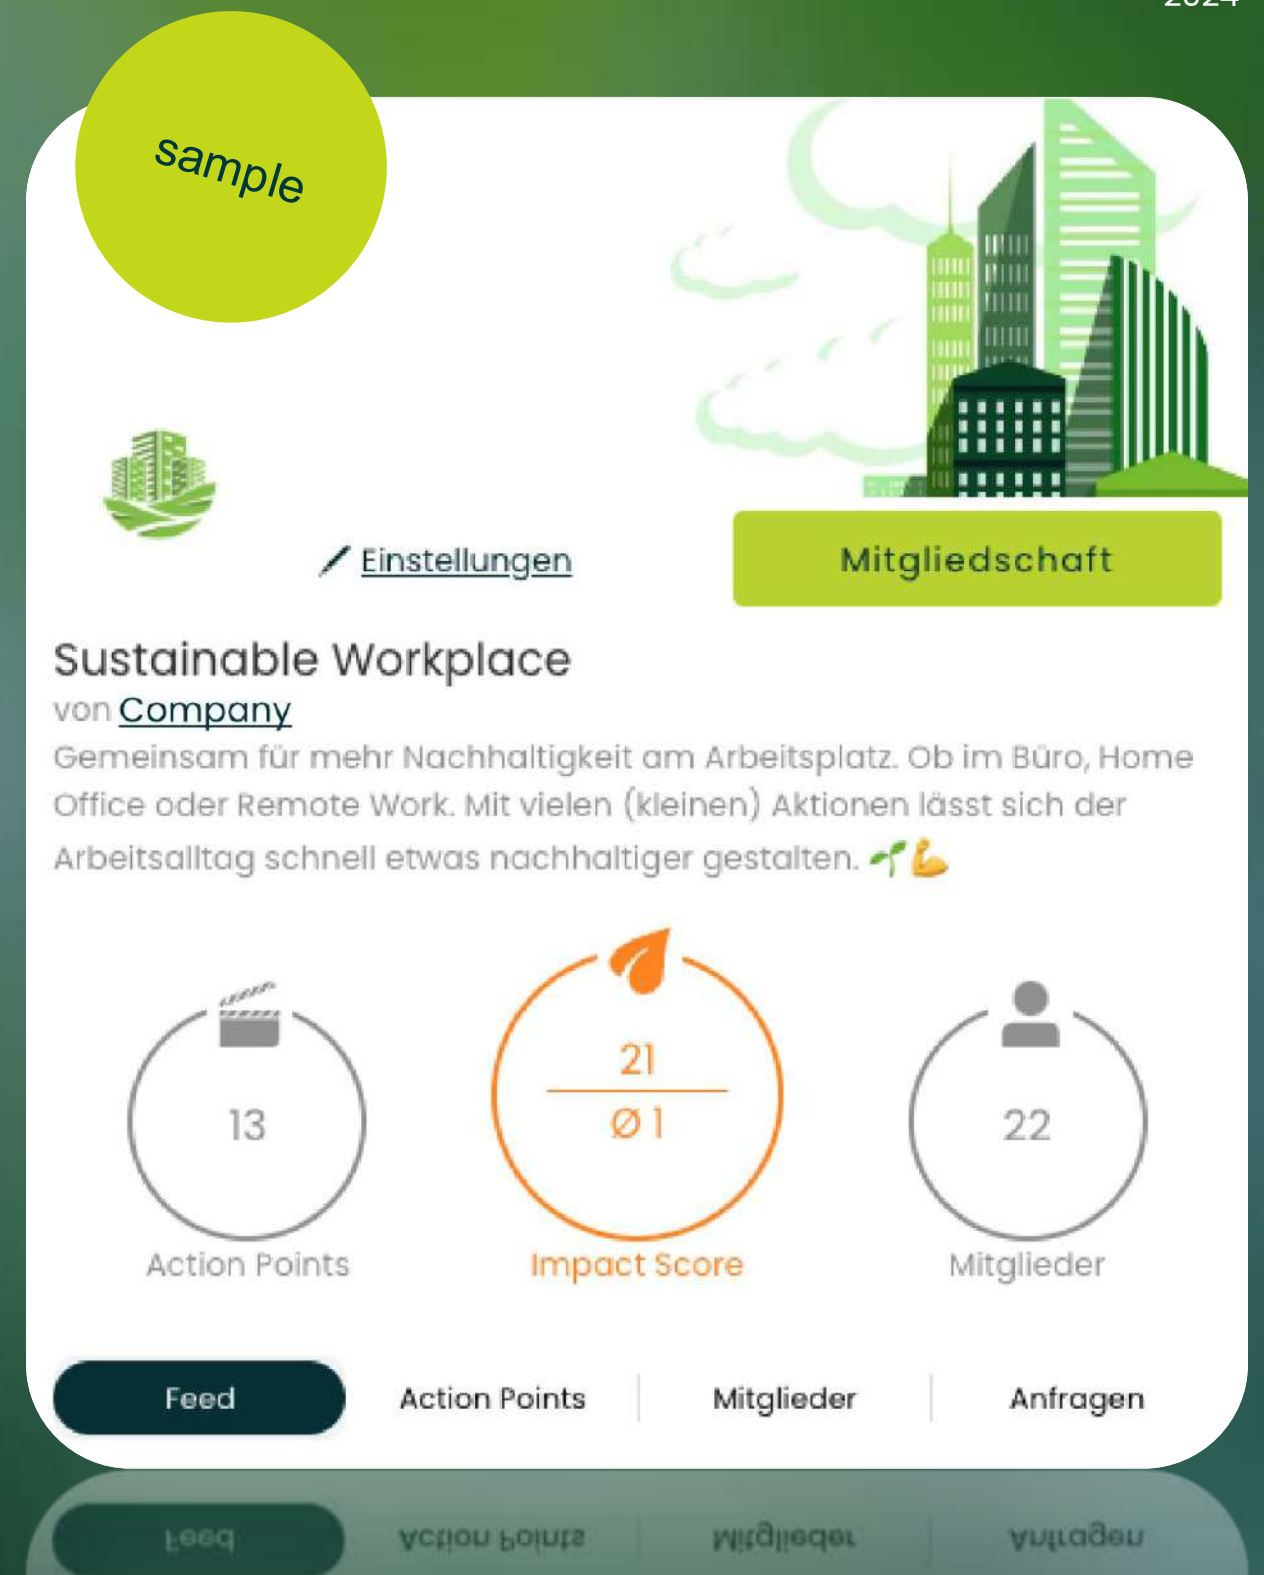 2024
sample
Einstellungen
Mitgliedschaft
Sustainable Workplace
von Company
Gemeinsam für mehr Nachhaltigkeit am Arbeitsplatz. Ob im Büro, Home
Office oder Remote Work. Mit vielen (kleinen) Aktionen lässt sich der
Arbeitsalltag schnell etwas nachhaltiger gestalten. 🌱💪
13
21
Ø 1
22
Action Points
Impact Score
Mitglieder
Feed
Action Points
Mitglieder
Anfragen